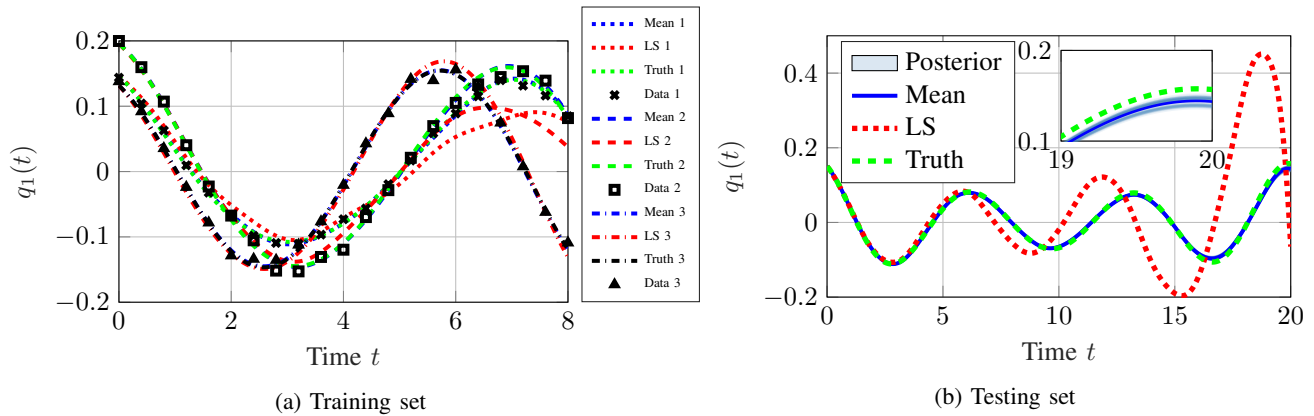 0.2
0.1
0
−0.1
−0.2
q₁(t)
0
2
4
6
8
Time t
Mean 1
LS 1
Truth 1
Data 1
Mean 2
LS 2
Truth 2
Data 2
Mean 3
LS 3
Truth 3
Data 3
(a) Training set
0.4
0.2
0
−0.2
q₁(t)
0
5
10
15
20
Time t
Posterior
Mean
LS
Truth
0.2
0.1
19
20
(b) Testing set